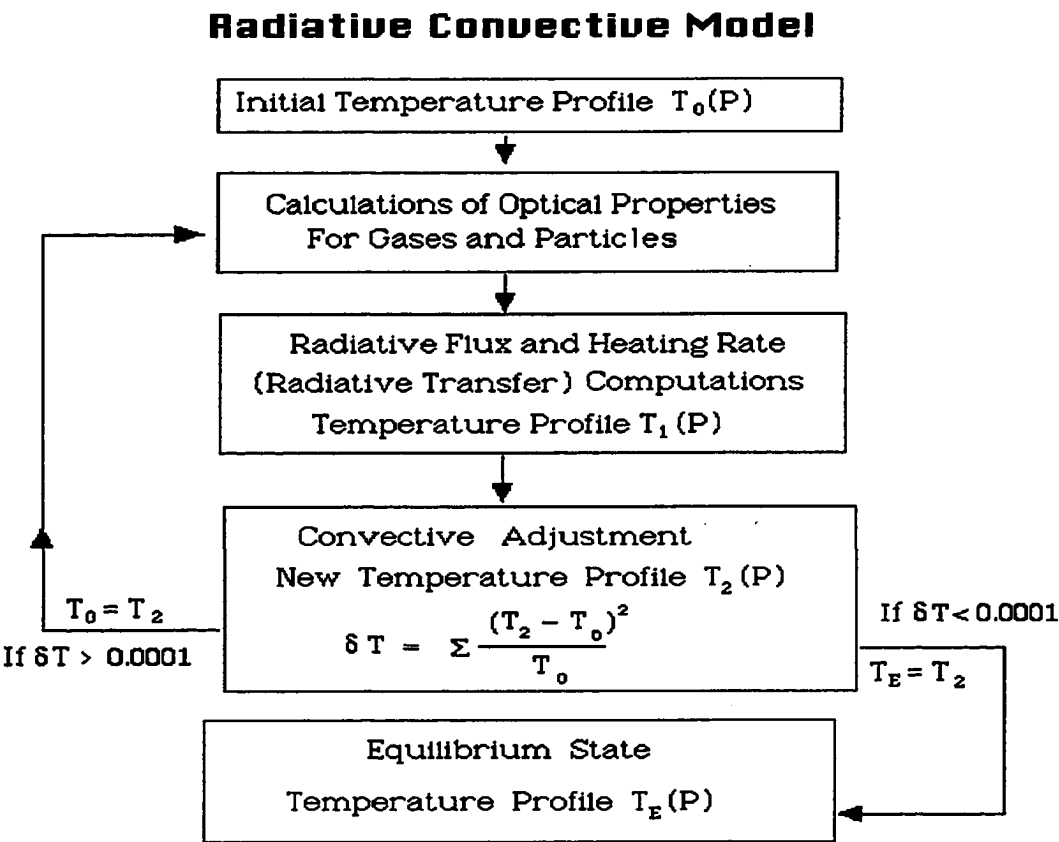 Radiative Convective Model
Initial Temperature Profile T₀(P)
Calculations of Optical Properties
For Gases and Particles
Radiative Flux and Heating Rate
(Radiative Transfer) Computations
Temperature Profile T₁(P)
Convective Adjustment
New Temperature Profile T₂(P)
δT = Σ (T₂ − T₀)² / T₀
T₀ = T₂
If δT > 0.0001
If δT < 0.0001
T_E = T₂
Equilibrium State
Temperature Profile T_E(P)